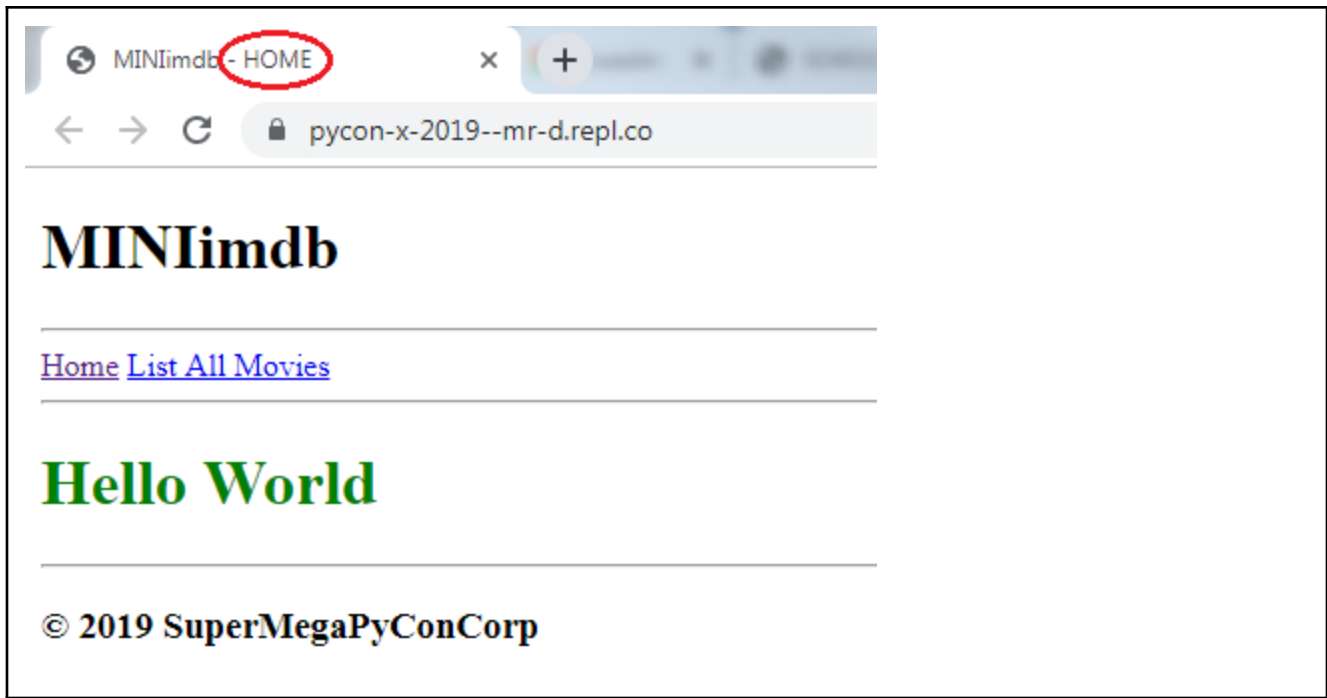 MINIimdb - HOME
pycon-x-2019--mr-d.repl.co
MINIimdb
Home List All Movies
Hello World
© 2019 SuperMegaPyConCorp